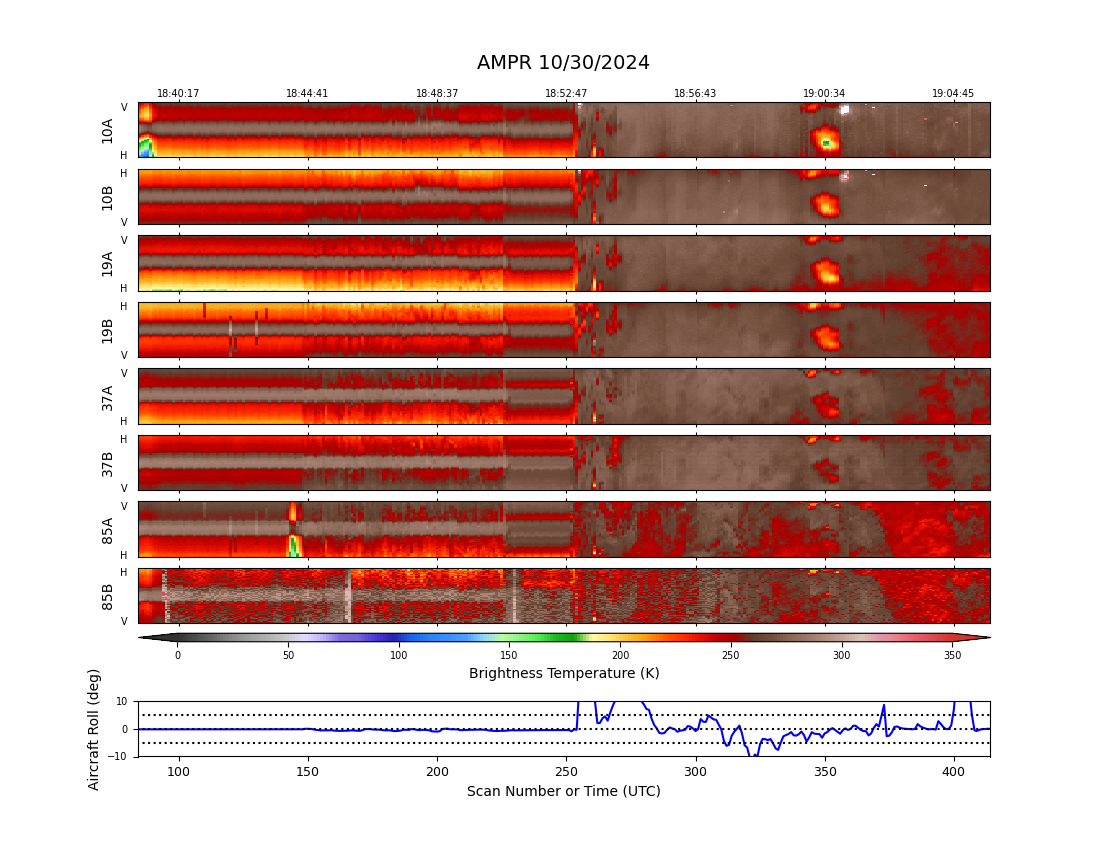 AMPR 10/30/2024
18:40:17 18:44:41 18:48:37 18:52:47 18:56:43 19:00:34 19:04:45
V
10A
H
H
10B
V
V
19A
H
H
19B
V
V
37A
H
H
37B
V
V
85A
H
H
85B
V
0 50 100 150 200 250 300 350
Brightness Temperature (K)
Aircraft Roll (deg)
10
0
−10
100 150 200 250 300 350 400
Scan Number or Time (UTC)